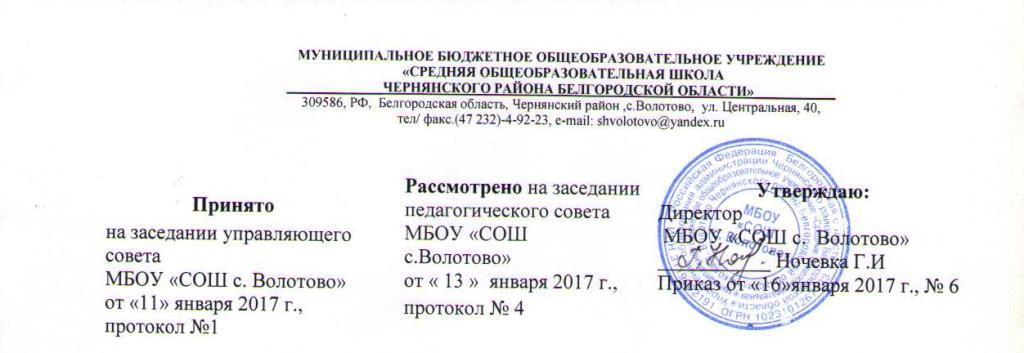 МУНИЦИПАЛЬНОЕ БЮДЖЕТНОЕ ОБЩЕОБРАЗОВАТЕЛЬНОЕ УЧРЕЖДЕНИЕ
«СРЕДНЯЯ ОБЩЕОБРАЗОВАТЕЛЬНАЯ ШКОЛА
ЧЕРНЯНСКОГО РАЙОНА БЕЛГОРОДСКОЙ ОБЛАСТИ»
309586, РФ, Белгородская область, Чернянский район ,с.Волотово, ул. Центральная, 40,
тел/ факс.(47 232)-4-92-23, e-mail: shvolotovo@yandex.ru
Принято
на заседании управляющего
совета
МБОУ «СОШ с. Волотово»
от «11» января 2017 г.,
протокол №1
Рассмотрено на заседании
педагогического совета
МБОУ «СОШ
с.Волотово»
от « 13 » января 2017 г.,
протокол № 4
Утверждаю:
Директор
МБОУ «СОШ с. Волотово»
Ночевка Г.И
Приказ от «16»января 2017 г., № 6
МБОУ
«СОШ
с. Волотово»